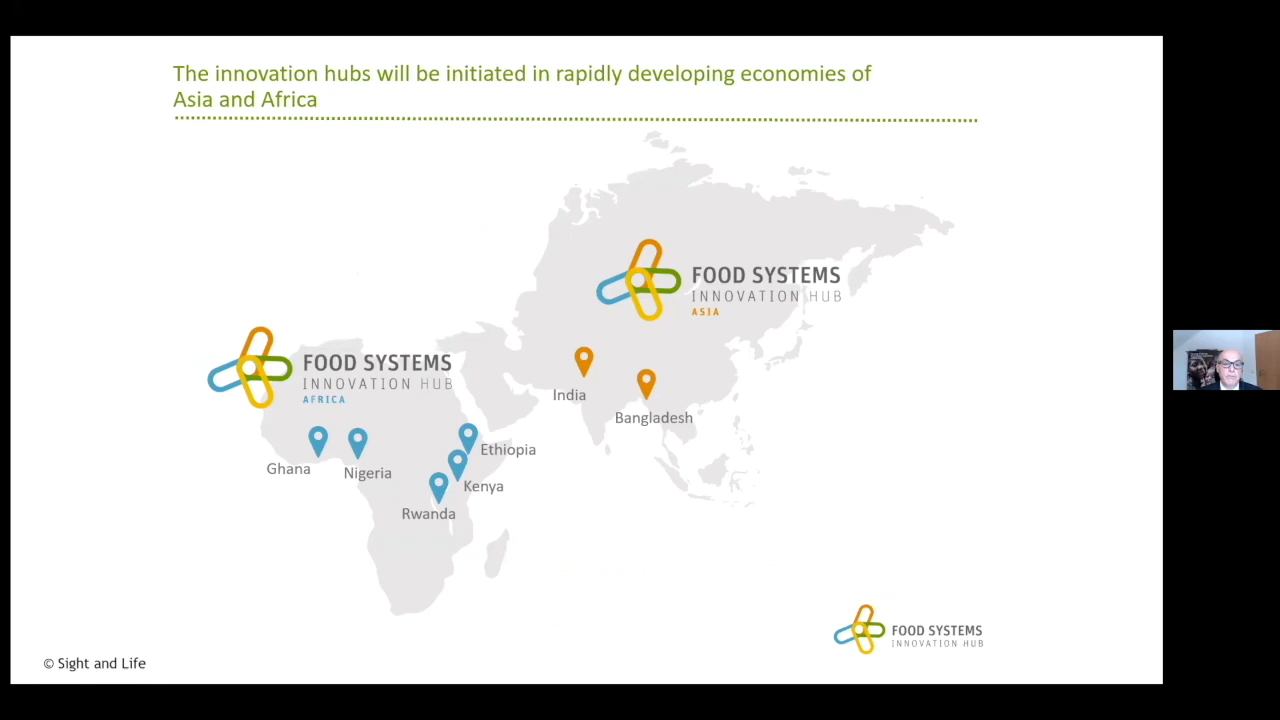 The innovation hubs will be initiated in rapidly developing economies of
Asia and Africa
FOOD SYSTEMS
INNOVATION HUB
ASIA
FOOD SYSTEMS
INNOVATION HUB
AFRICA
India
Bangladesh
Ghana
Nigeria
Ethiopia
Kenya
Rwanda
FOOD SYSTEMS
INNOVATION HUB
© Sight and Life